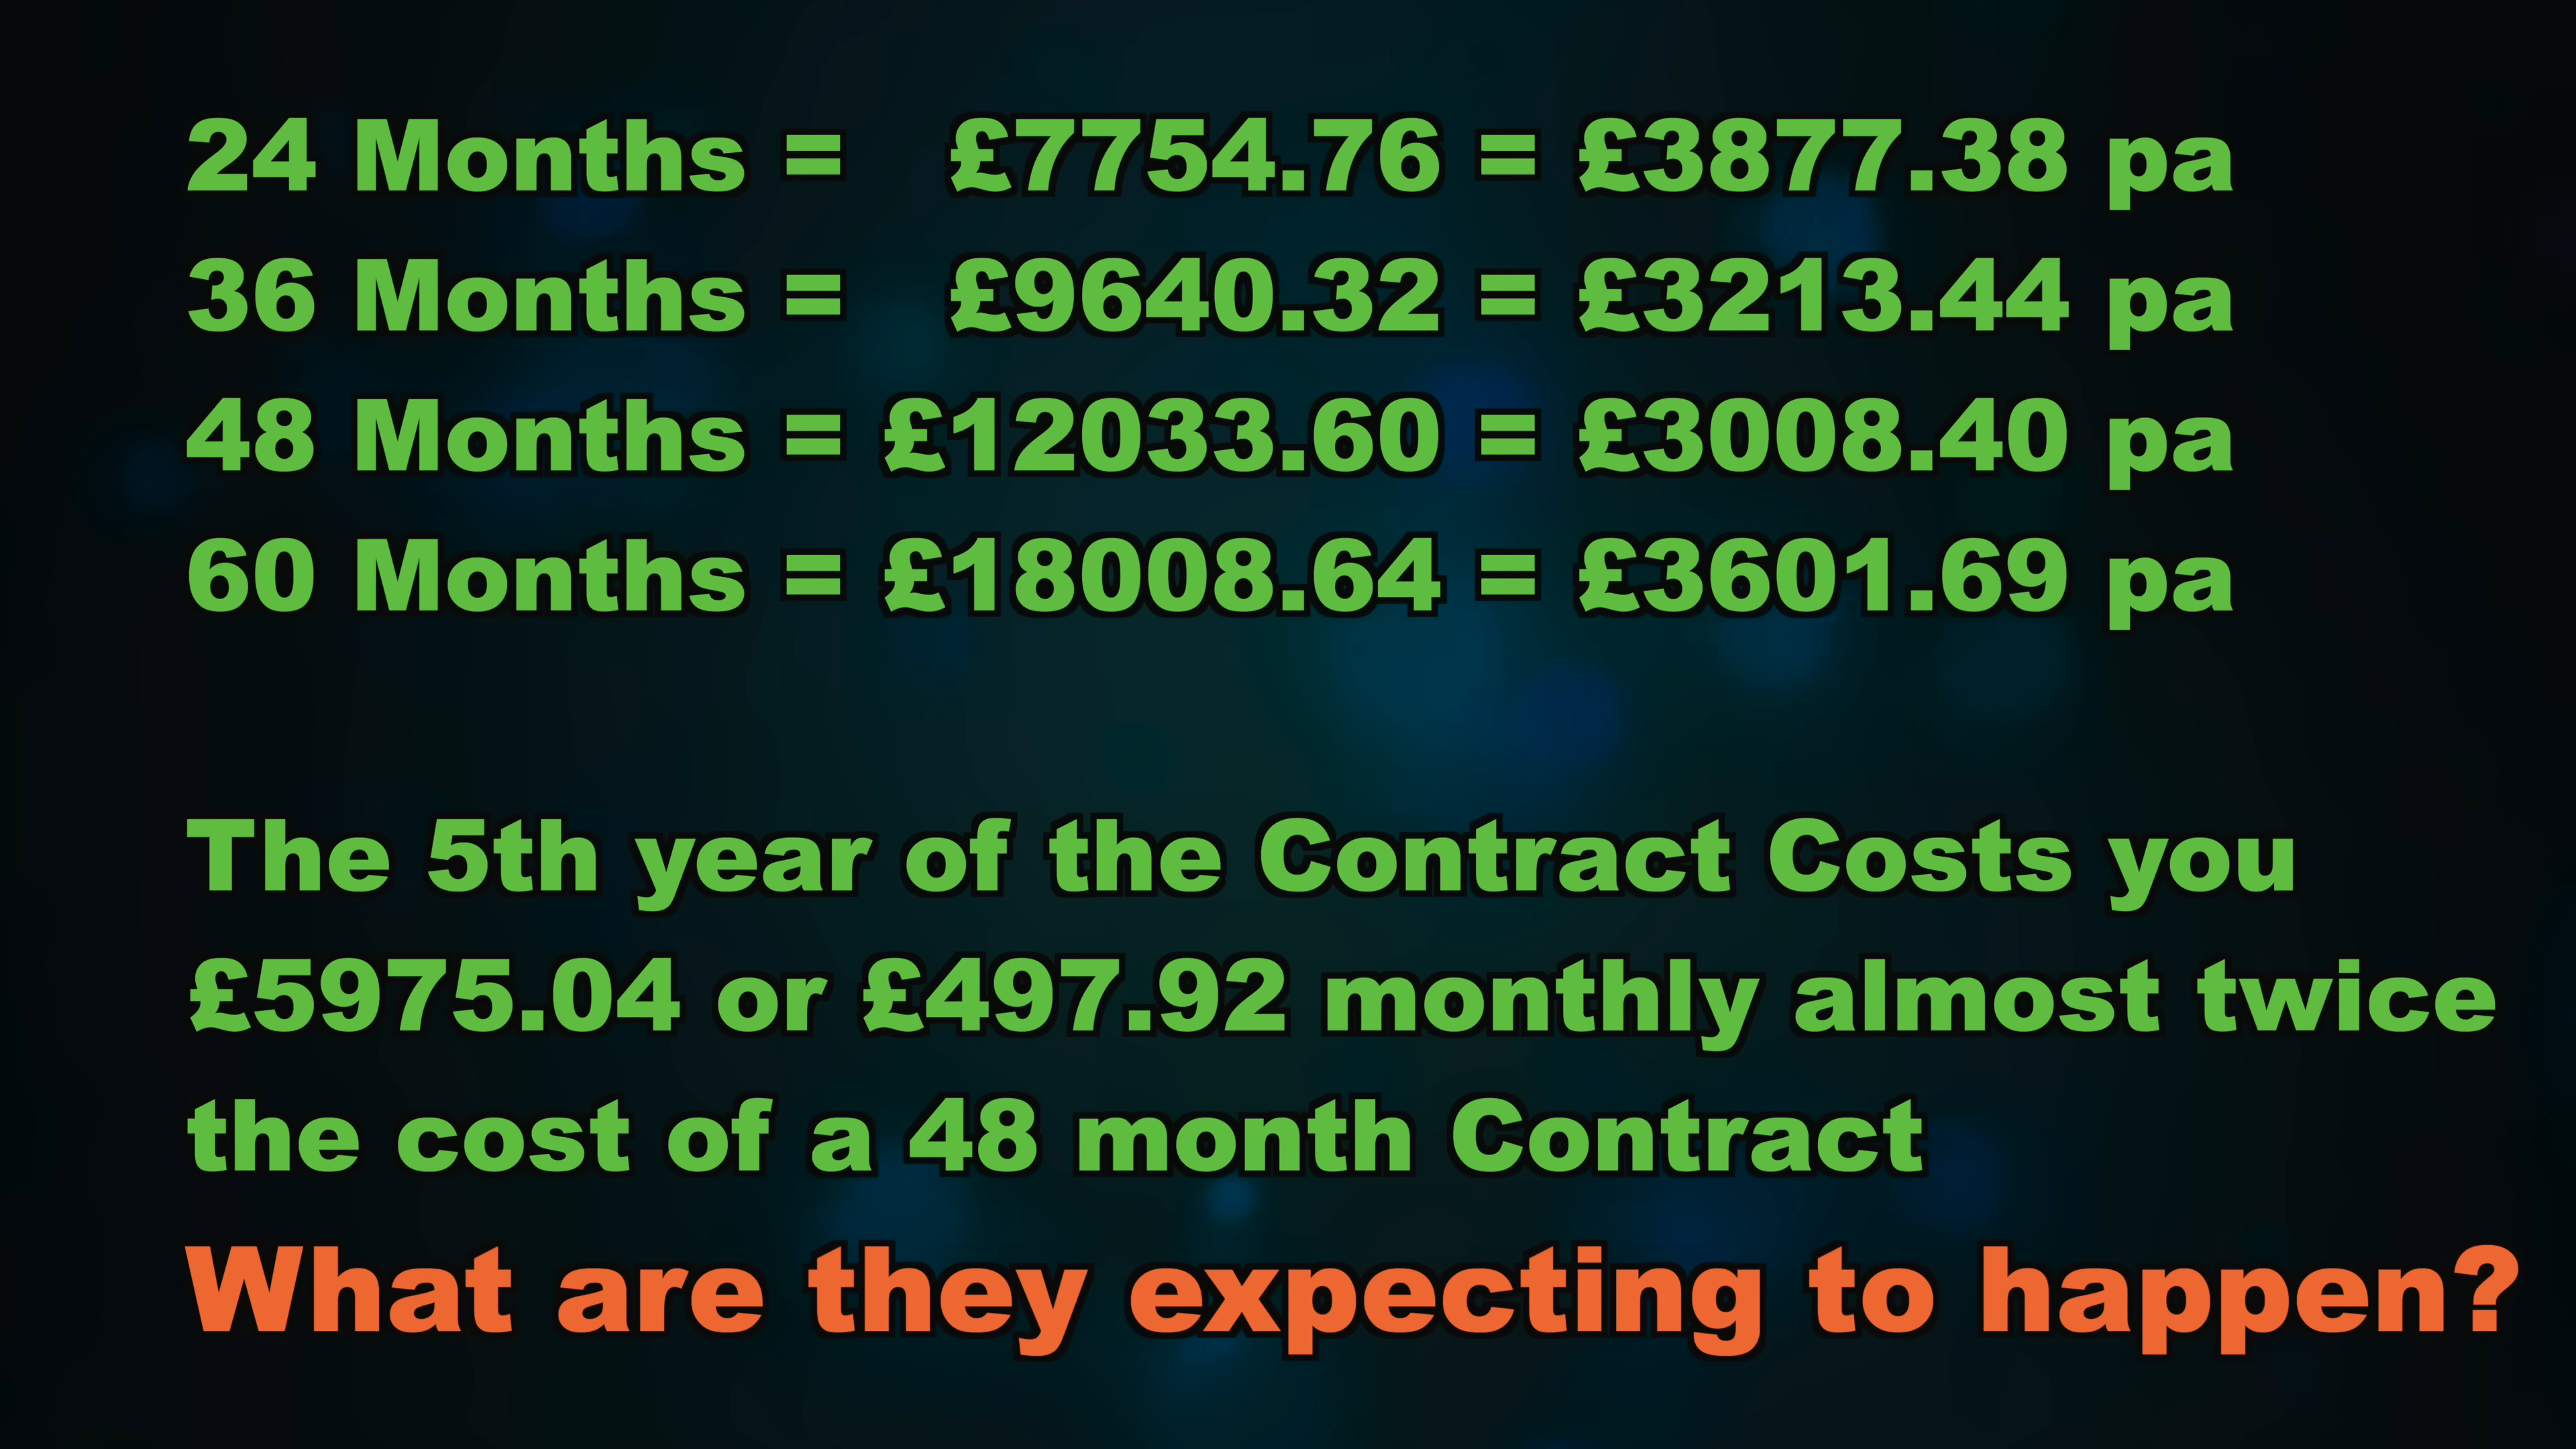 24 Months = £7754.76 = £3877.38 pa
36 Months = £9640.32 = £3213.44 pa
48 Months = £12033.60 = £3008.40 pa
60 Months = £18008.64 = £3601.69 pa
The 5th year of the Contract Costs you
£5975.04 or £497.92 monthly almost twice
the cost of a 48 month Contract
What are they expecting to happen?